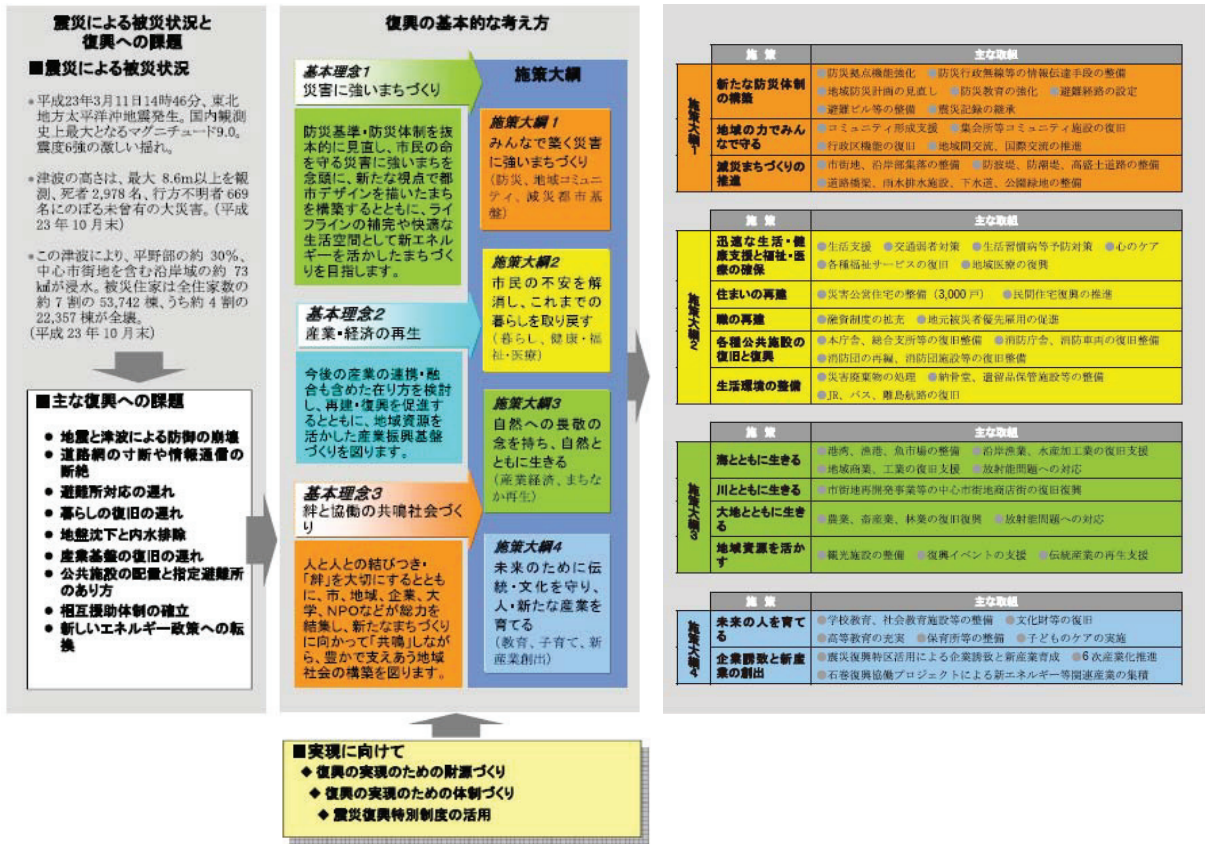 震災による被災状況と
復興への課題
■震災による被災状況
*平成23年3月11日14時46分、東北
地方太平洋沖地震発生。国内観測
史上最大となるマグニチュード9.0。
震度6強の激しい揺れ。
*津波の高さは、最大 8.6m以上を観
測、死者 2,978 名、行方不明者 669
名にのぼる未曾有の大災害。(平成
23 年 10 月末)
*この津波により、平野部の約 30%、
中心市街地を含む沿岸域の約 73
㎢が浸水。被災住家は全住家数の
約 7 割の 53,742 棟、うち約 4 割の
22,357 棟が全壊。
(平成 23 年 10 月末)
■主な復興への課題
● 地震と津波による防御の崩壊
● 道路網の寸断や情報通信の
断絶
● 避難所対応の遅れ
● 暮らしの復旧の遅れ
● 地盤沈下と内水排除
● 産業基盤の復旧の遅れ
● 公共施設の配置と指定避難所
のあり方
● 相互援助体制の確立
● 新しいエネルギー政策への転
換
復興の基本的な考え方
基本理念1
災害に強いまちづくり
防災基準・防災体制を抜
本的に見直し、市民の命
を守る災害に強いまちを
念頭に、新たな視点で都
市デザインを描いたまち
を構築するとともに、ライ
フラインの補完や快適な
生活空間として新エネル
ギーを活かしたまちづく
りを目指します。
基本理念2
産業・経済の再生
今後の産業の連携・融
合も含めた在り方を検討
し、再建・復興を促進す
るとともに、地域資源を
活かした産業振興基盤
づくりを図ります。
基本理念3
絆と協働の共鳴社会づく
り
人と人との結びつき・
「絆」を大切にするととも
に、市、地域、企業、大
学、NPOなどが総力を
結集し、新たなまちづくり
に向かって「共鳴」しなが
ら、豊かで支えあう地域
社会の構築を図ります。
施策大綱
施策大綱 1
みんなで築く災害
に強いまちづくり
(防災、地域コミュニ
ティ、減災都市基
盤)
施策大綱2
市民の不安を解
消し、これまでの
暮らしを取り戻す
(暮らし、健康・福
祉・医療)
施策大綱3
自然への畏敬の
念を持ち、自然と
ともに生きる
(産業経済、まちな
か再生)
施策大綱4
未来のために伝
統・文化を守り、
人・新たな産業を
育てる
(教育、子育て、新
産業創出)
■実現に向けて
◆ 復興の実現のための財源づくり
◆ 復興の実現のための体制づくり
◆ 震災復興特別制度の活用
施策 主な取組
施策大綱1
新たな防災体制
の構築
●防災拠点機能強化 ●防災行政無線等の情報伝達手段の整備
●地域防災計画の見直し ●防災教育の強化 ●避難経路の設定
●避難ビル等の整備 ●震災記録の継承
地域の力でみん
なで守る
●コミュニティ形成支援 ●集会所等コミュニティ施設の復旧
●行政区機能の復旧 ●地域間交流、国際交流の推進
減災まちづくりの
推進
●市街地、沿岸部集落の整備 ●防波堤、防潮堤、高盛土道路の整備
●道路橋梁、雨水排水施設、下水道、公園緑地の整備
施策 主な取組
施策大綱2
迅速な生活・健
康支援と福祉・医
療の確保
●生活支援 ●交通弱者対策 ●生活習慣病等予防対策 ●心のケア
●各種福祉サービスの復旧 ●地域医療の復興
住まいの再建
●災害公営住宅の整備(3,000 戸) ●民間住宅復興の推進
職の再建
●融資制度の拡充 ●地元被災者優先雇用の促進
各種公共施設の
復旧と復興
●本庁舎、総合支所等の復旧整備 ●消防庁舎、消防車両の復旧整備
●消防団の再編、消防団施設等の復旧整備
生活環境の整備
●災害廃棄物の処理 ●納骨堂、遺留品保管施設等の整備
●JR、バス、離島航路の復旧
施策 主な取組
施策大綱3
海とともに生きる
●港湾、漁港、魚市場の整備 ●沿岸漁業、水産加工業の復旧支援
●地域商業、工業の復旧支援 ●放射能問題への対応
川とともに生きる
●市街地再開発事業等の中心市街地商店街の復旧復興
大地とともに生き
る
●農業、畜産業、林業の復旧復興 ●放射能問題への対応
地域資源を活か
す
●観光施設の整備 ●復興イベントの支援 ●伝統産業の再生支援
施策 主な取組
施策大綱4
未来の人を育て
る
●学校教育、社会教育施設等の整備 ●文化財等の復旧
●高等教育の充実 ●保育所等の整備 ●子どものケアの実施
企業誘致と新産
業の創出
●震災復興特区活用による企業誘致と新産業育成 ●6次産業化推進
●石巻復興協働プロジェクトによる新エネルギー等関連産業の集積